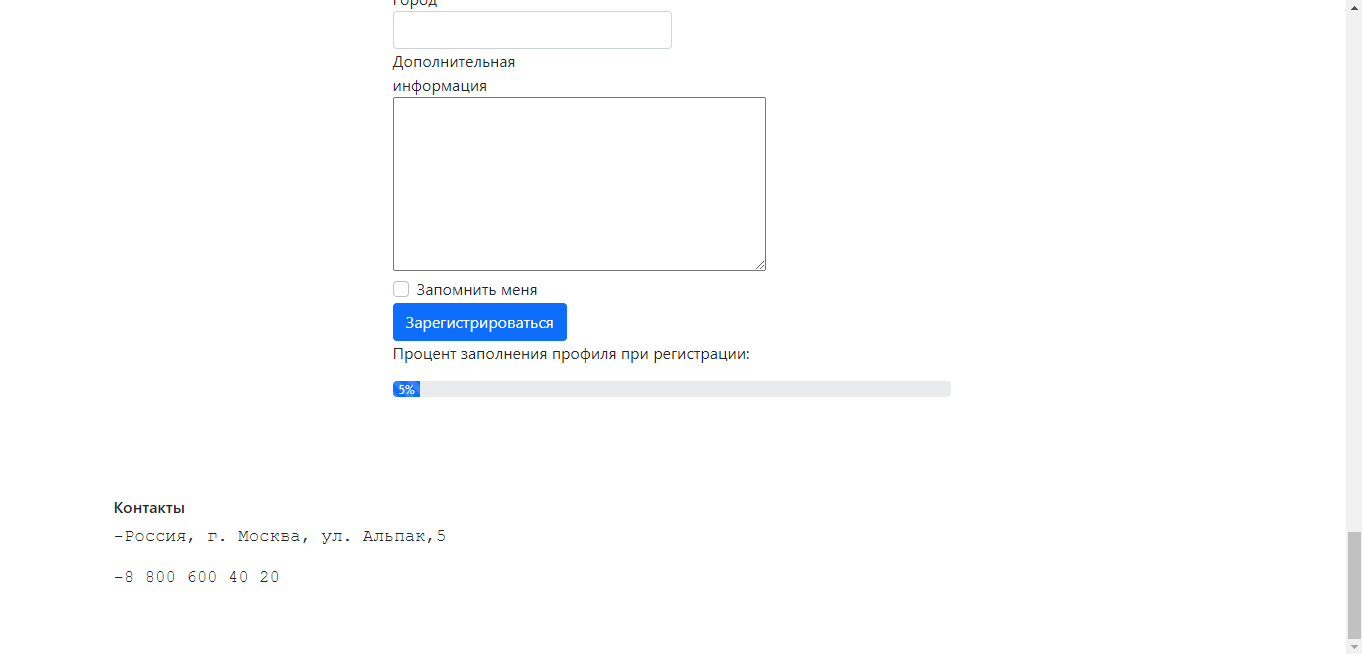 Город
Дополнительная
информация
Запомнить меня
Зарегистрироваться
Процент заполнения профиля при регистрации:
5%
Контакты
-Россия, г. Москва, ул. Альпак,5
-8 800 600 40 20